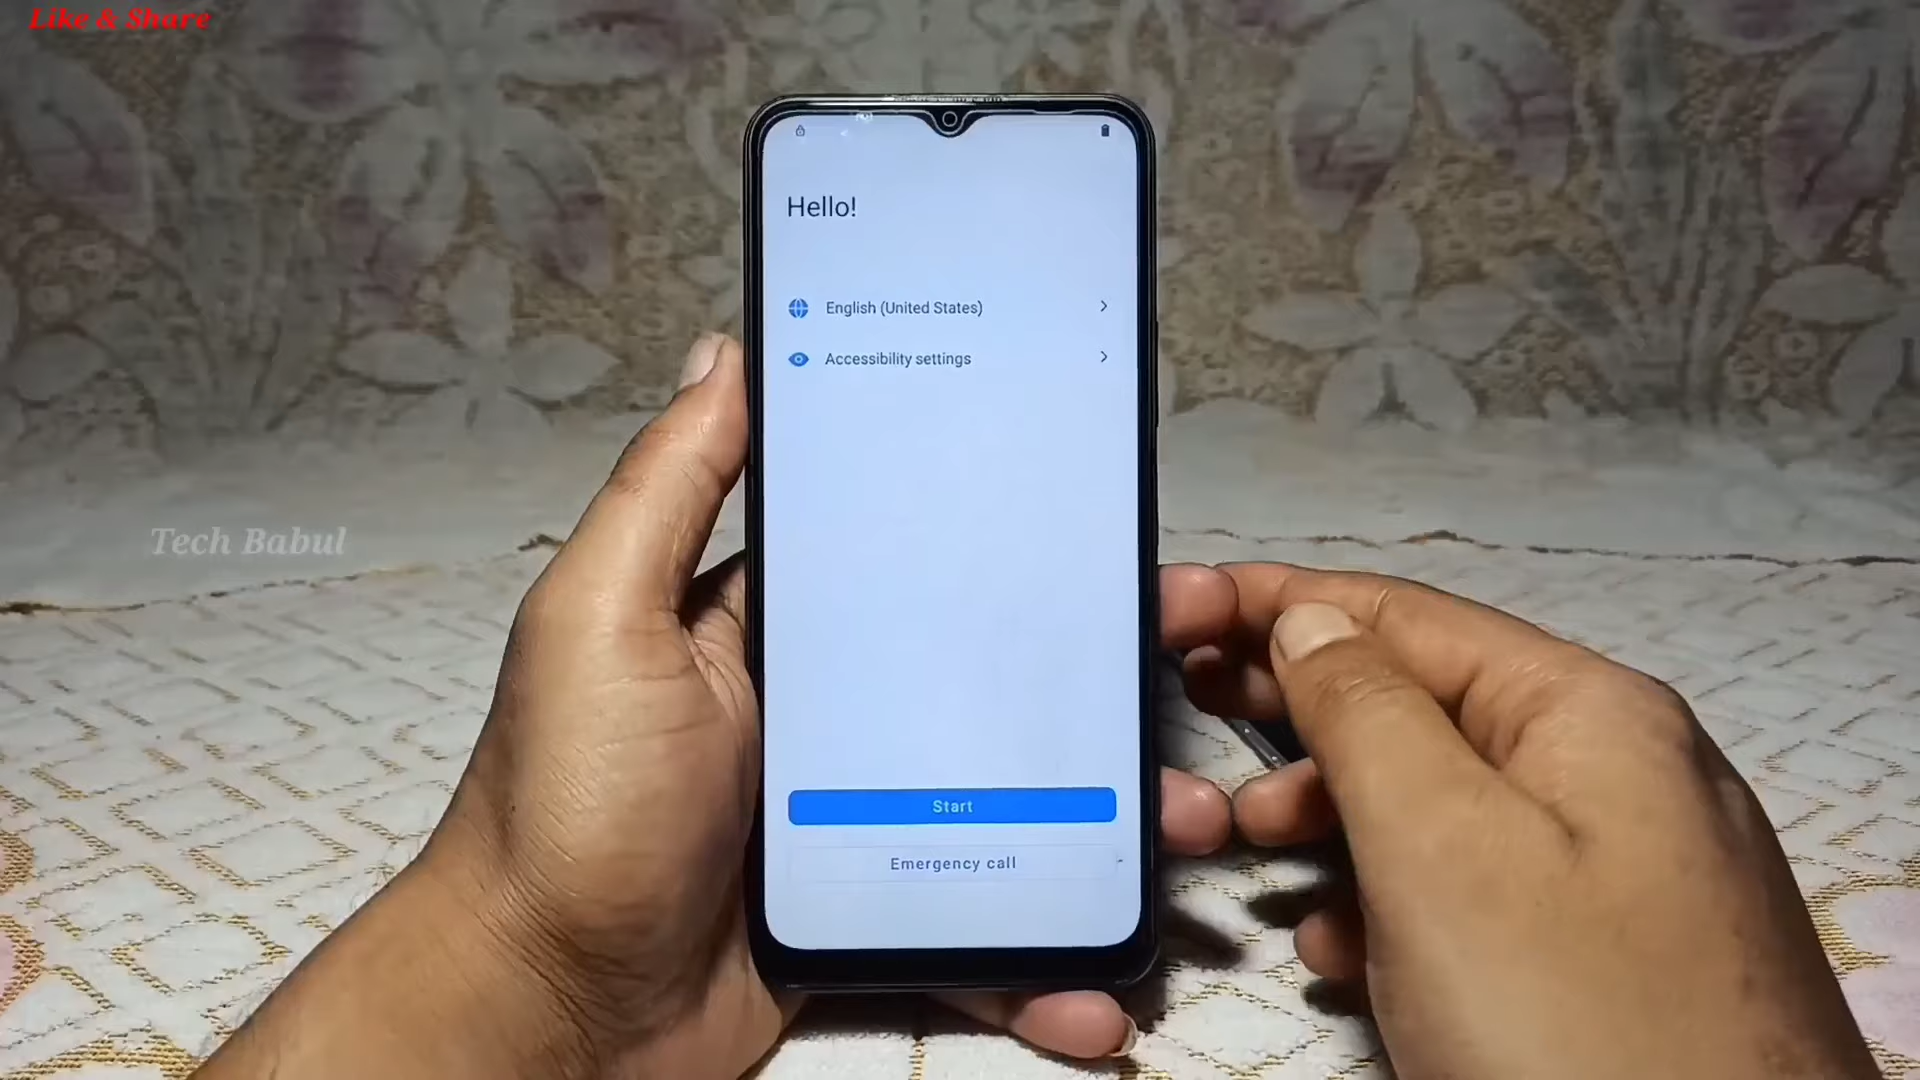 Like & Share
Hello!
English (United States)
Accessibility settings
Tech Babul
Start
Emergency call